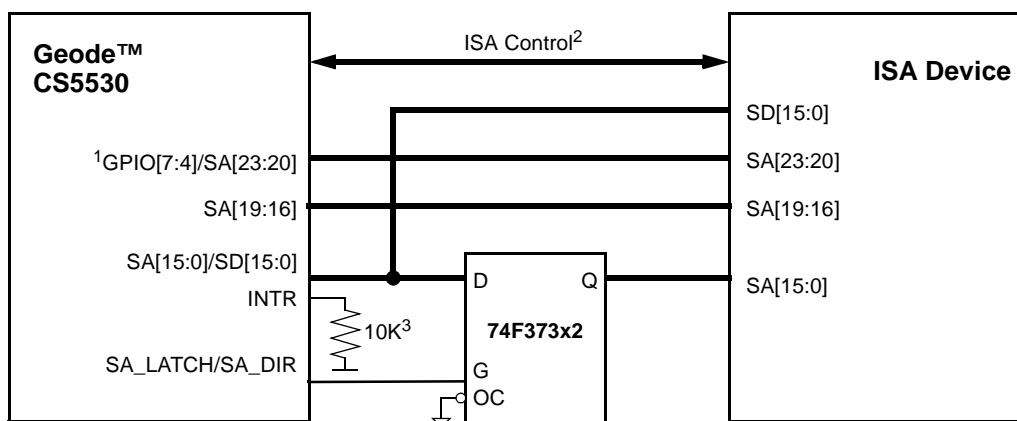 Geode™
CS5530
ISA Control²
ISA Device
SD[15:0]
¹GPIO[7:4]/SA[23:20]
SA[23:20]
SA[19:16]
SA[19:16]
SA[15:0]/SD[15:0]
D
Q
SA[15:0]
INTR
10K³
74F373x2
SA_LATCH/SA_DIR
G
OC